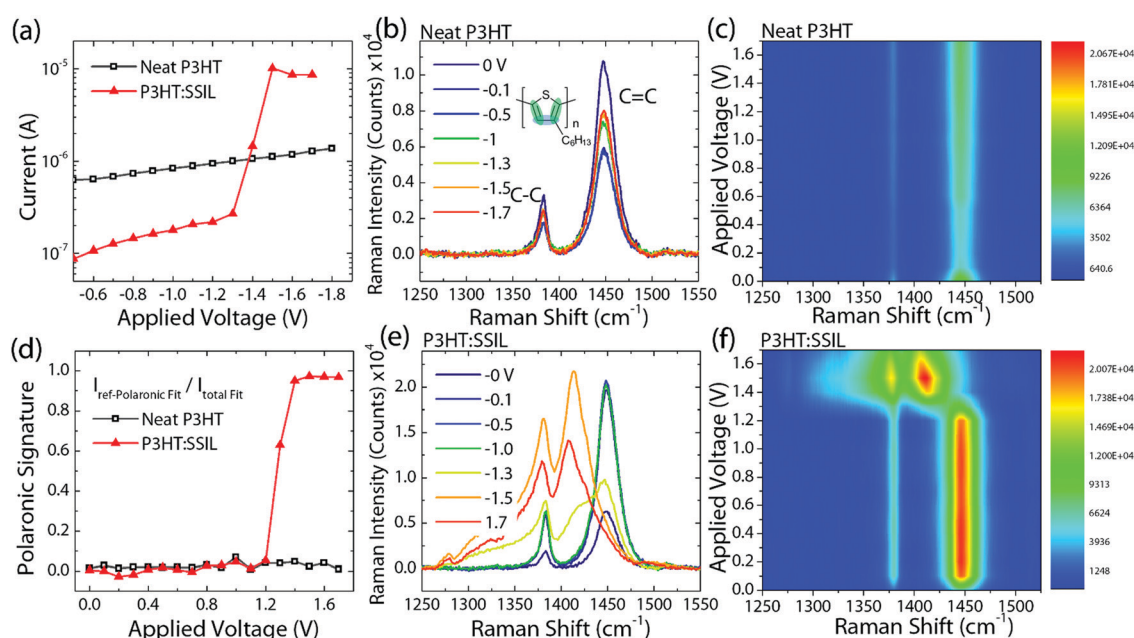 (a)
Current (A)
10^-5
10^-6
10^-7
Neat P3HT
P3HT:SSIL
-0.6 -0.8 -1.0 -1.2 -1.4 -1.6 -1.8
Applied Voltage (V)
(b) Neat P3HT
Raman Intensity (Counts) x10^4
1.0
0.8
0.6
0.4
0.2
0.0
0 V
-0.1
-0.5
-1
-1.3
-1.5
-1.7
S
n
C6H13
C=C
C-C
1250 1300 1350 1400 1450 1500 1550
Raman Shift (cm-1)
(c) Neat P3HT
Applied Voltage (V)
1.6
1.4
1.2
1.0
0.8
0.6
0.4
0.2
0.0
1250 1300 1350 1400 1450 1500
Raman Shift (cm-1)
2.067E+04
1.781E+04
1.495E+04
1.209E+04
9226
6364
3502
640.6
(d)
Polaronic Signature
1.0
0.8
0.6
0.4
0.2
0.0
Iref-Polaronic Fit / Itotal Fit
Neat P3HT
P3HT:SSIL
0.0 0.4 0.8 1.2 1.6
Applied Voltage (V)
(e) P3HT:SSIL
Raman Intensity (Counts) x10^4
2.0
1.5
1.0
0.5
0.0
-0 V
-0.1
-0.5
-1.0
-1.3
-1.5
1.7
1250 1300 1350 1400 1450 1500 1550
Raman Shift (cm-1)
(f) P3HT:SSIL
Applied Voltage (V)
1.6
1.4
1.2
1.0
0.8
0.6
0.4
0.2
0.0
1250 1300 1350 1400 1450 1500
Raman Shift (cm-1)
2.007E+04
1.738E+04
1.469E+04
1.200E+04
9313
6624
3936
1248